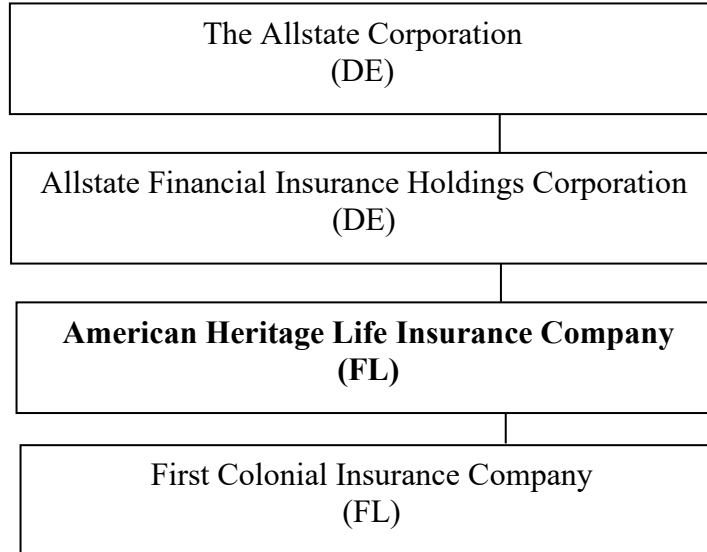 The Allstate Corporation
(DE)
Allstate Financial Insurance Holdings Corporation
(DE)
American Heritage Life Insurance Company
(FL)
First Colonial Insurance Company
(FL)